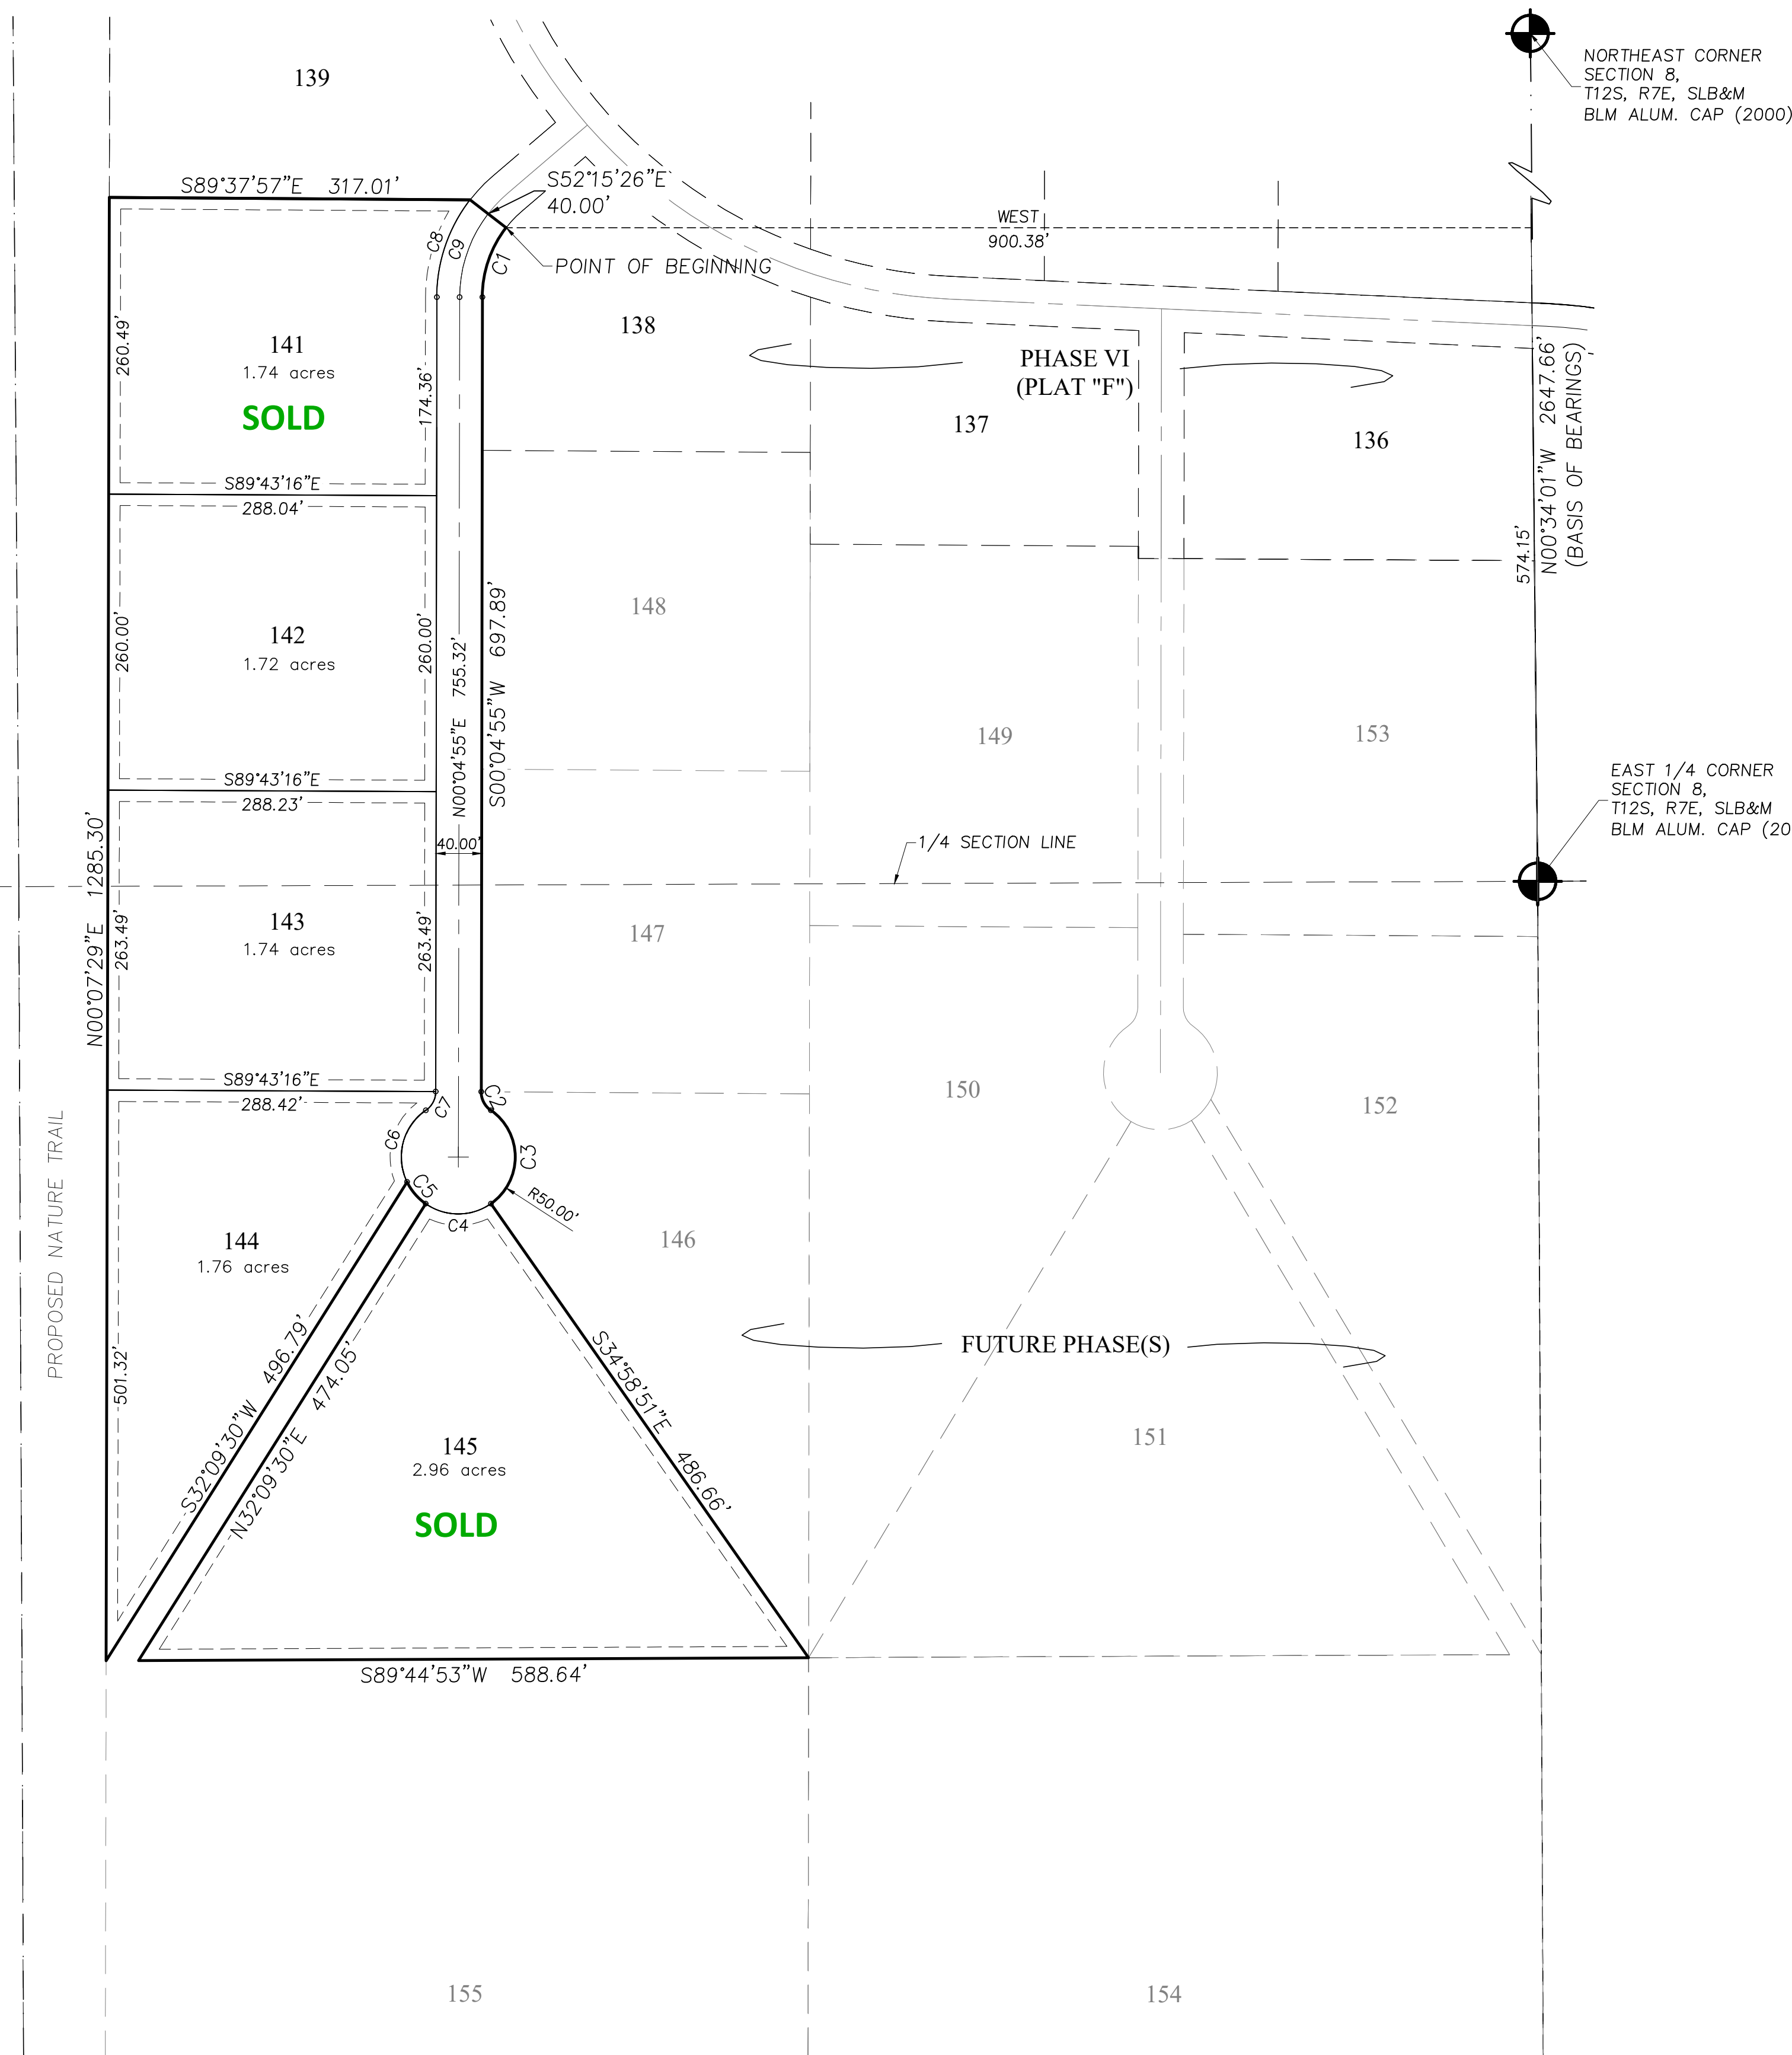 139
NORTHEAST CORNER
SECTION 8,
T12S, R7E, SLB&M
BLM ALUM. CAP (2000)
S89°37'57"E 317.01'
S52°15'26"E
40.00'
WEST
900.38'
C8
C9
C1
POINT OF BEGINNING
138
141
1.74 acres
SOLD
260.49'
174.36'
PHASE VI
(PLAT "F")
137
136
N00°34'01"W 2647.66'
(BASIS OF BEARINGS)
574.15'
S89°43'16"E
288.04'
142
1.72 acres
260.00'
260.00'
N00°04'55"E 755.32'
S00°04'55"W 697.89'
148
149
153
S89°43'16"E
288.23'
40.00'
1/4 SECTION LINE
EAST 1/4 CORNER
SECTION 8,
T12S, R7E, SLB&M
BLM ALUM. CAP (20
N00°07'29"E 1285.30'
143
1.74 acres
263.49'
263.49'
147
S89°43'16"E
288.42'
C7
C2
C6
C3
C5
C4
R50.00'
150
152
PROPOSED NATURE TRAIL
144
1.76 acres
501.32'
146
S32°09'30"W 496.79'
N32°09'30"E 474.05'
S34°58'51"E 486.66'
FUTURE PHASE(S)
145
2.96 acres
SOLD
151
S89°44'53"W 588.64'
155
154